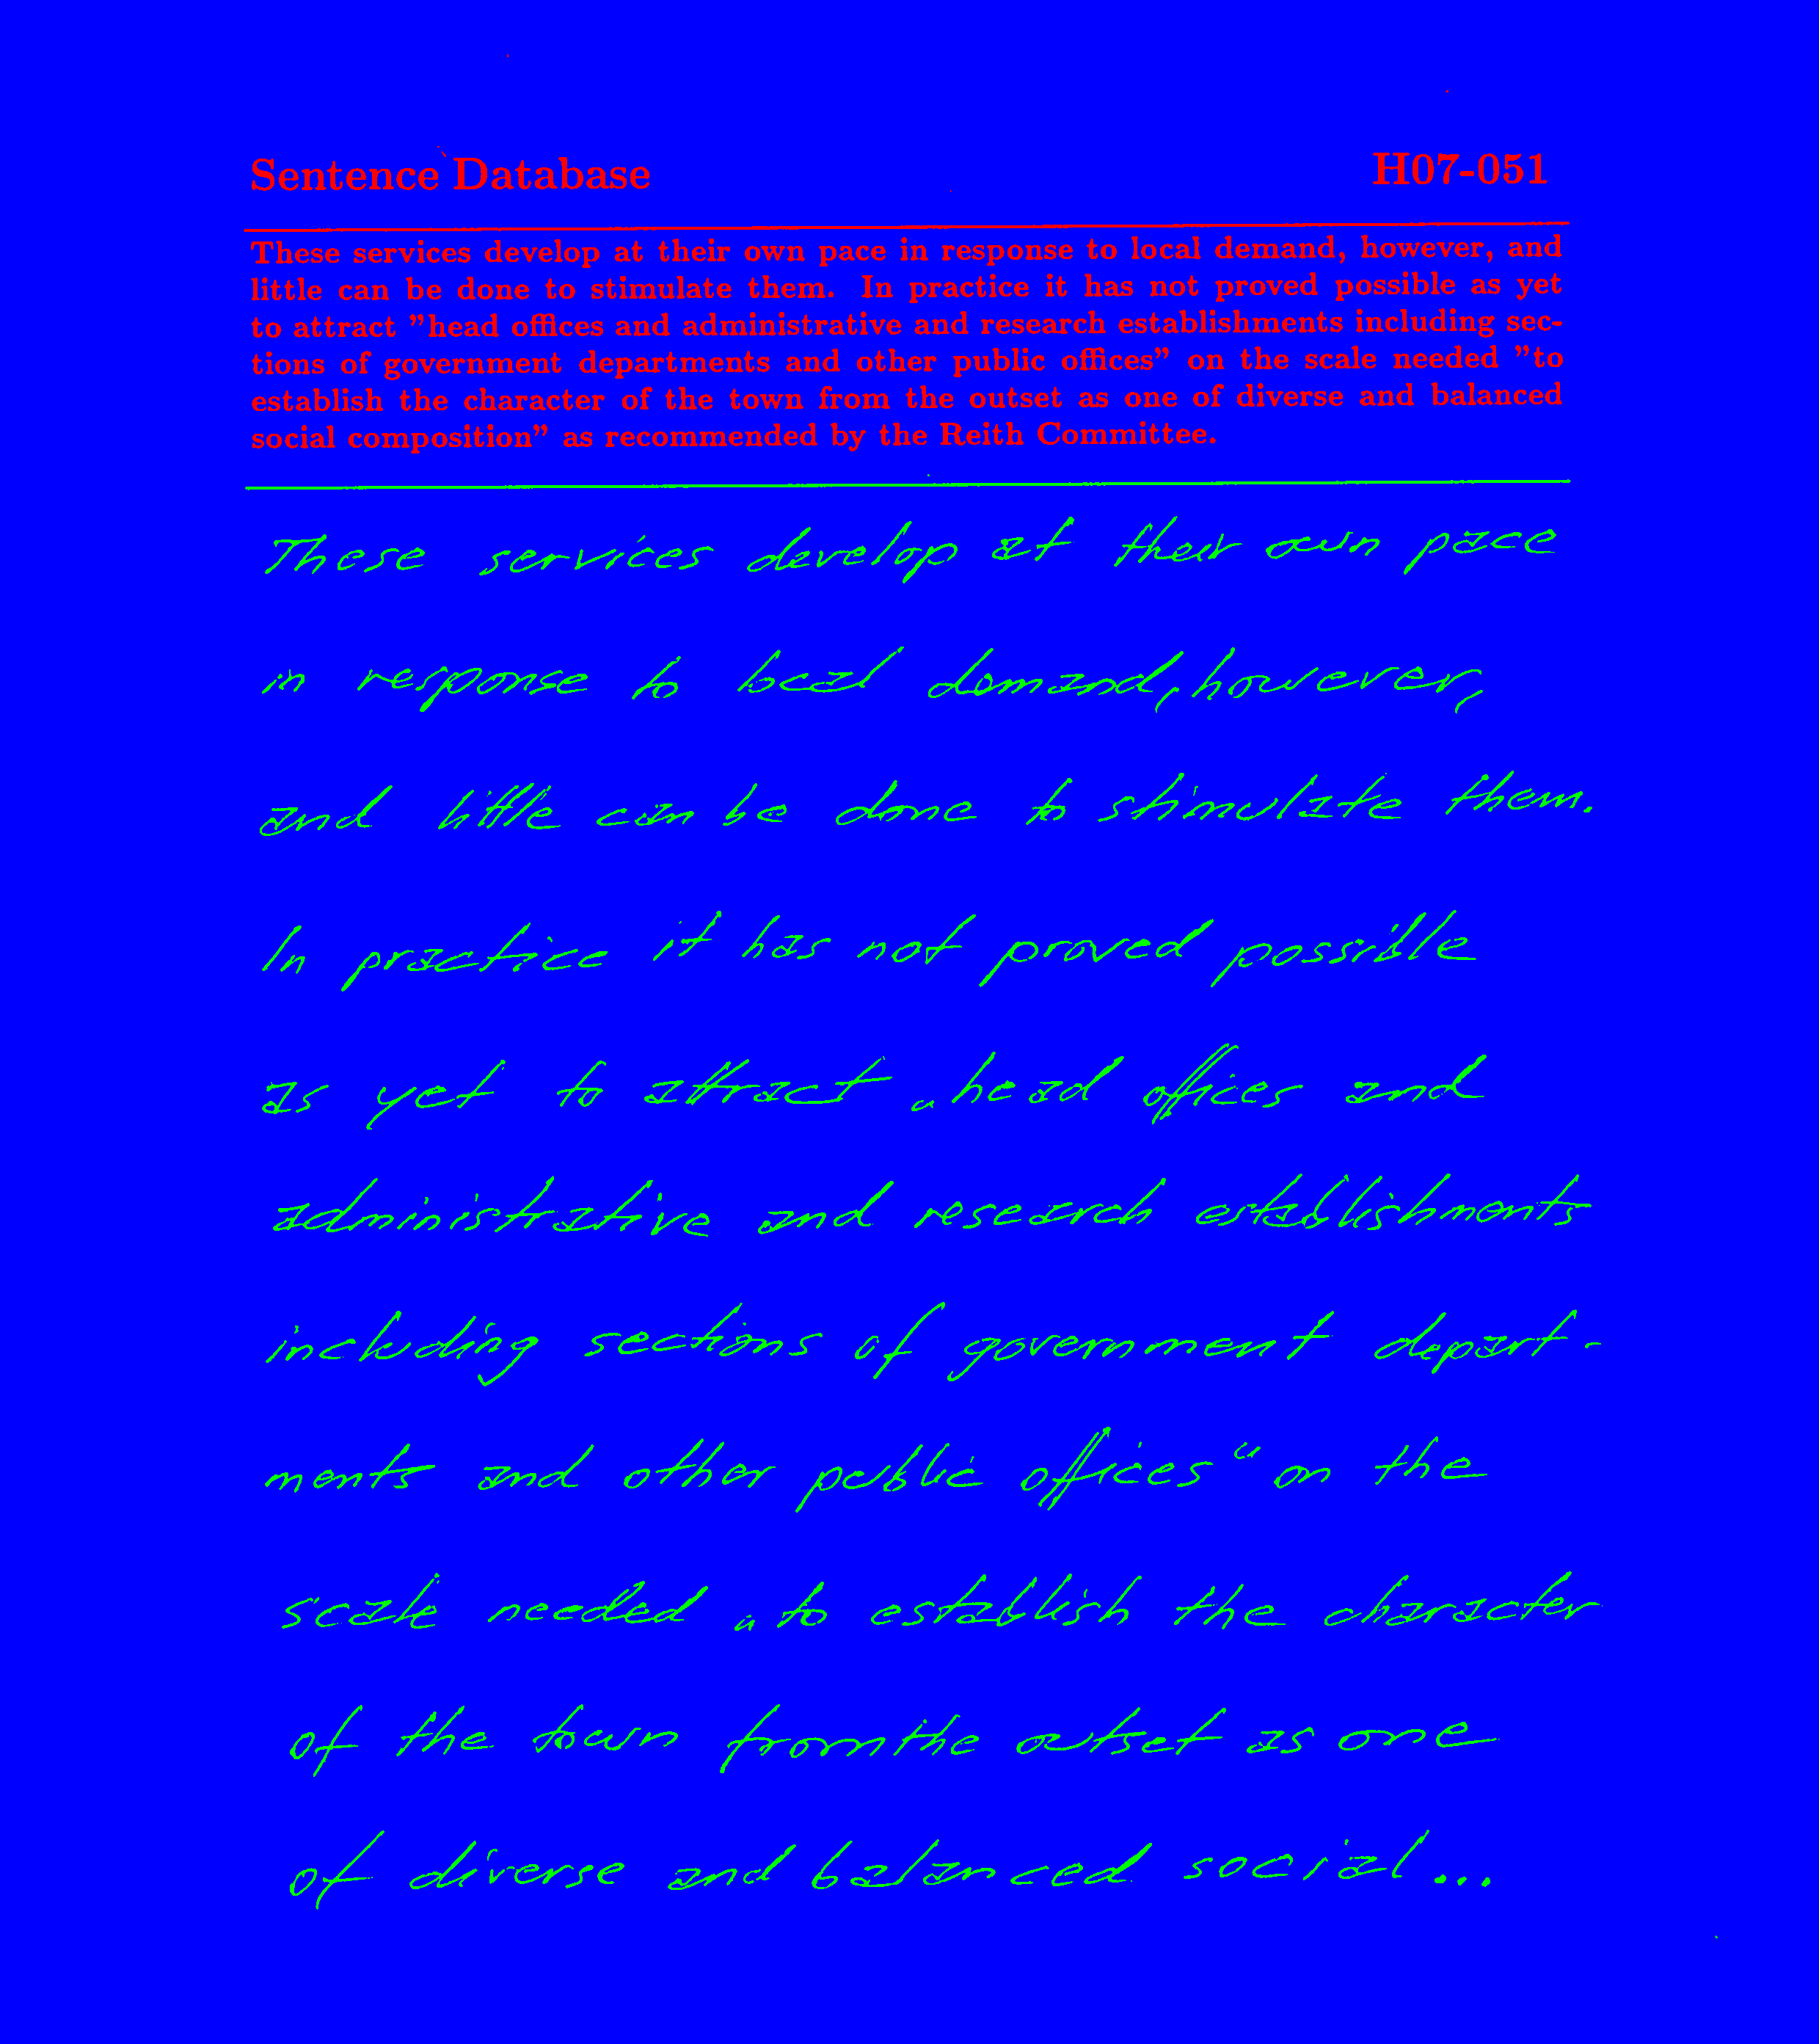 Sentence Database H07-051
These services develop at their own pace in response to local demand, however, and
little can be done to stimulate them. In practice it has not proved possible as yet
to attract "head offices and administrative and research establishments including sec-
tions of government departments and other public offices" on the scale needed "to
establish the character of the town from the outset as one of diverse and balanced
social composition" as recommended by the Reith Committee.
These services develop at their own pace
in response to local demand, however,
and little can be done to stimulate them.
In practice it has not proved possible
as yet to attract „head offices and
administrative and research establishments
including sections of government depart-
ments and other public offices“ on the
scale needed „to establish the character
of the town from the outset as one
of diverse and balanced social...